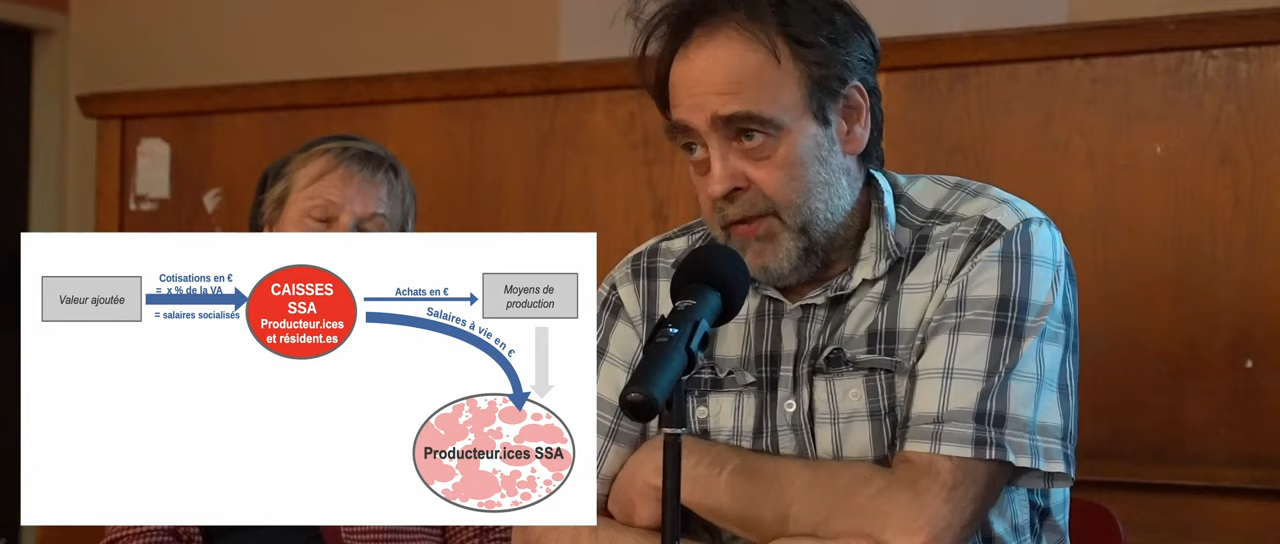 Valeur ajoutée
Cotisations en €
= x % de la VA
= salaires socialisés
CAISSES
SSA
Producteur.ices
et résident.es
Achats en €
Salaires à vie en €
Moyens de
production
Producteur.ices SSA